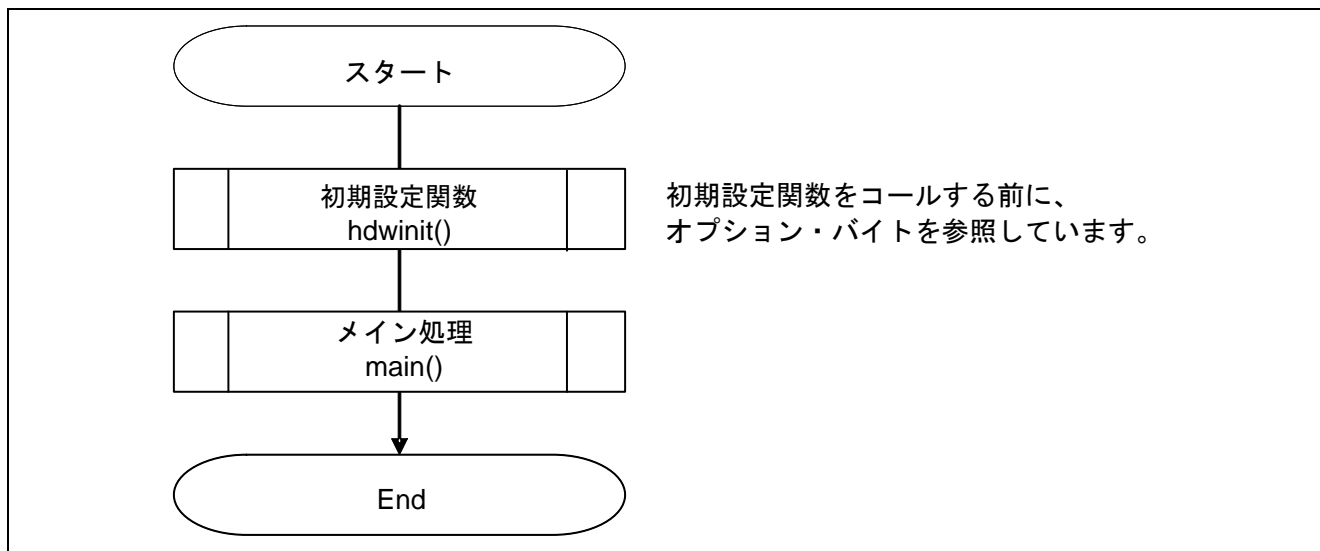 スタート
初期設定関数
hdwinit()
初期設定関数をコールする前に、
オプション・バイトを参照しています。
メイン処理
main()
End